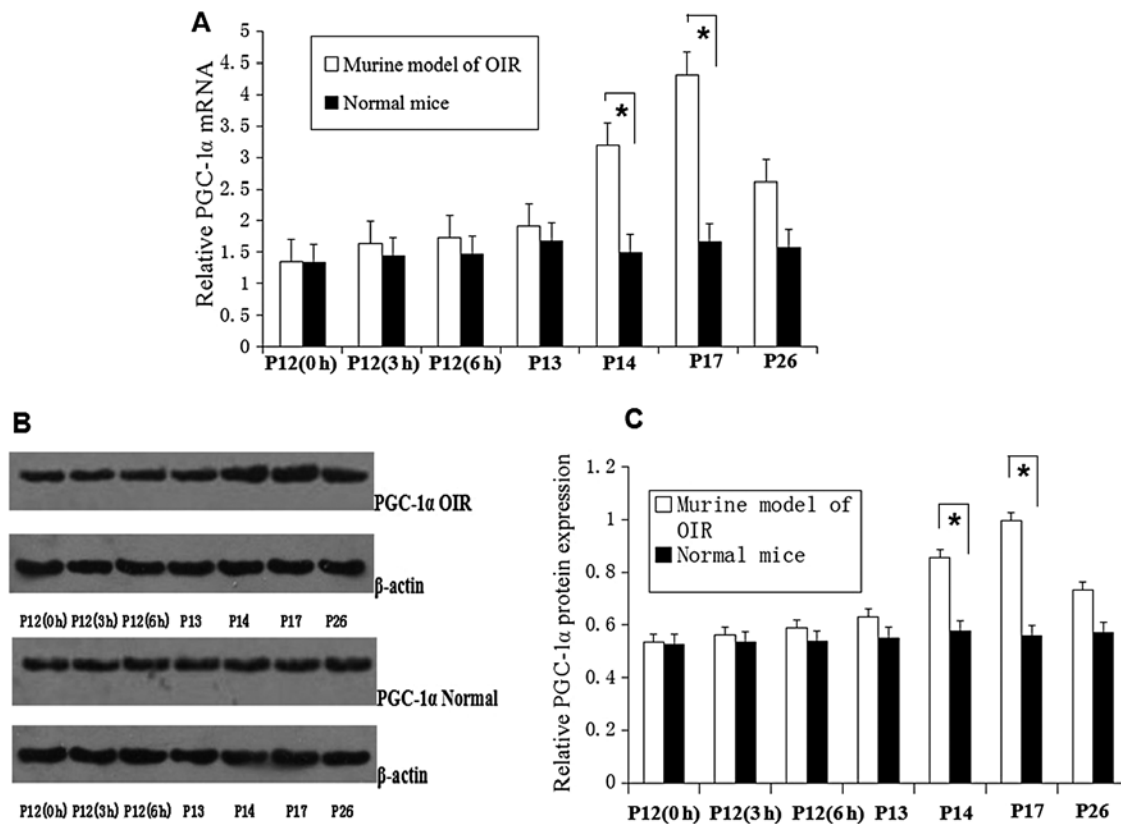 A
Relative PGC-1α mRNA
5
4.5
4
3.5
3
2.5
2
1.5
1
0.5
0
Murine model of OIR
Normal mice
*
*
P12(0 h) P12(3 h) P12(6 h) P13 P14 P17 P26
B
PGC-1α OIR
β-actin
P12(0h) P12(3h) P12(6h) P13 P14 P17 P26
PGC-1α Normal
β-actin
P12(0h) P12(3h) P12(6h) P13 P14 P17 P26
C
Relative PGC-1α protein expression
1.2
1
0.8
0.6
0.4
0.2
0
Murine model of
OIR
Normal mice
*
*
P12(0 h) P12(3 h) P12(6 h) P13 P14 P17 P26